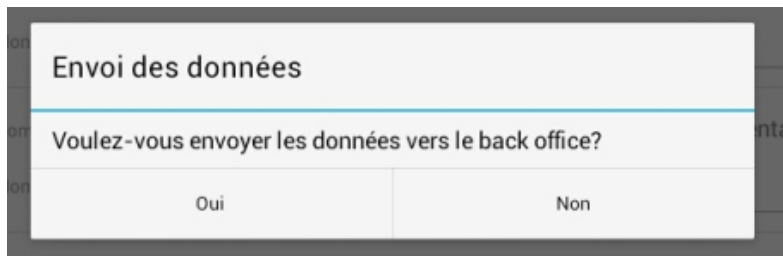 Envoi des données
Voulez-vous envoyer les données vers le back office?
Oui
Non